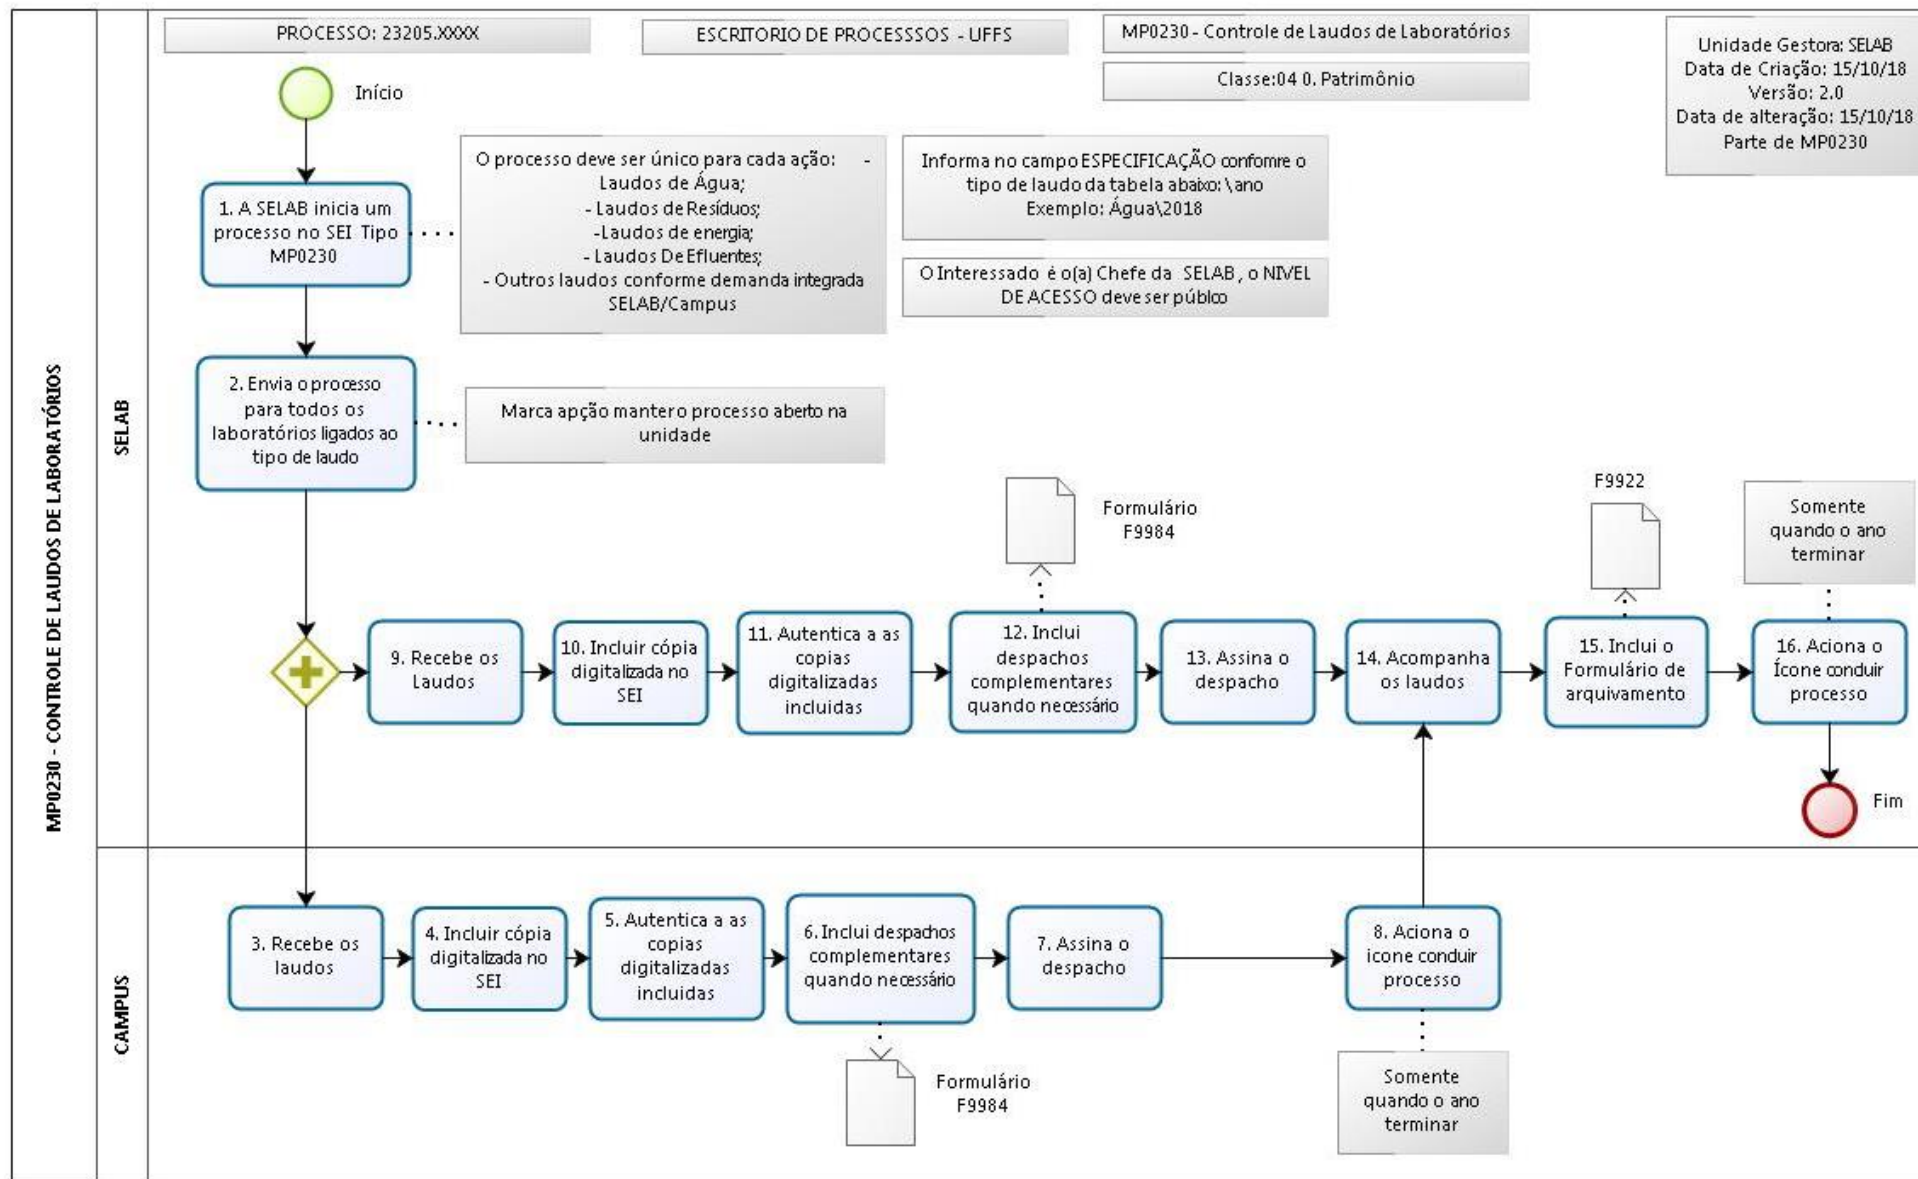 PROCESSO: 23205.XXXX
ESCRITORIO DE PROCESSSOS - UFFS
MP0230 - Controle de Laudos de Laboratórios
Classe:04 0. Patrimônio
Unidade Gestora: SELAB
Data de Criação: 15/10/18
Versão: 2.0
Data de alteração: 15/10/18
Parte de MP0230
MP0230 - CONTROLE DE LAUDOS DE LABORATÓRIOS
SELAB
Início
1. A SELAB inicia um
processo no SEI Tipo
MP0230
O processo deve ser único para cada ação: -
Laudos de Água;
- Laudos de Resíduos;
-Laudos de energia;
- Laudos De Efluentes;
- Outros laudos conforme demanda integrada
SELAB/Campus
Informa no campo ESPECIFICAÇÃO confomre o
tipo de laudo da tabela abaixo: \ano
Exemplo: Água\2018
O Interessado é o(a) Chefe da SELAB, o NIVEL
DE ACESSO deve ser públco
2. Envia o processo
para todos os
laboratórios ligados ao
tipo de laudo
Marca apção manter o processo aberto na
unidade
9. Recebe os
Laudos
10. Incluir cópia
digitalizada no
SEI
11. Autentica a as
copias
digitalizadas
incluidas
12. Inclui
despachos
complementares
quando necessário
Formulário
F9984
13. Assina o
despacho
14. Acompanha
os laudos
15. Inclui o
Formulário de
arquivamento
F9922
16. Aciona o
Ícone conduir
processo
Somente
quando o ano
terminar
Fim
CAMPUS
3. Recebe os
laudos
4. Incluir cópia
digitalizada no
SEI
5. Autentica a as
copias
digitalizadas
incluidas
6. Inclui despachos
complementares
quando necessário
Formulário
F9984
7. Assina o
despacho
8. Aciona o
icone conduir
processo
Somente
quando o ano
terminar